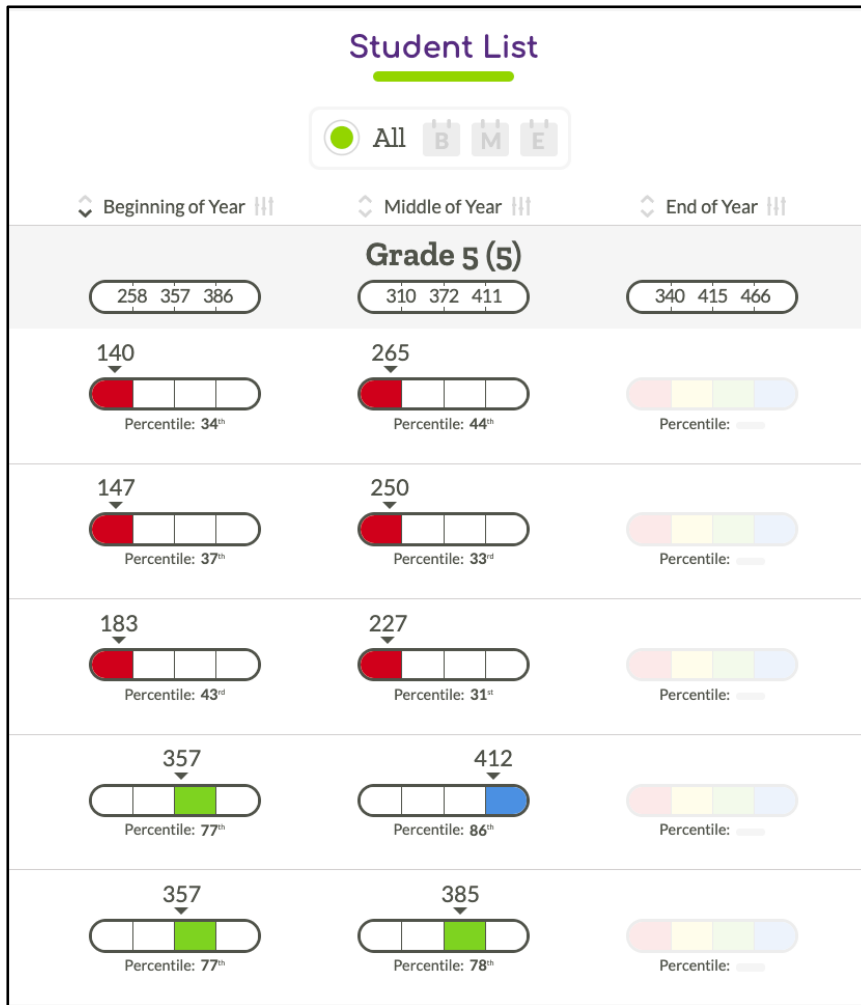 Student List
All B M E
Beginning of Year Middle of Year End of Year
Grade 5 (5)
258 357 386 310 372 411 340 415 466
140 265
Percentile: 34th Percentile: 44th Percentile:
147 250
Percentile: 37th Percentile: 33rd Percentile:
183 227
Percentile: 43rd Percentile: 31st Percentile:
357 412
Percentile: 77th Percentile: 86th Percentile:
357 385
Percentile: 77th Percentile: 78th Percentile: